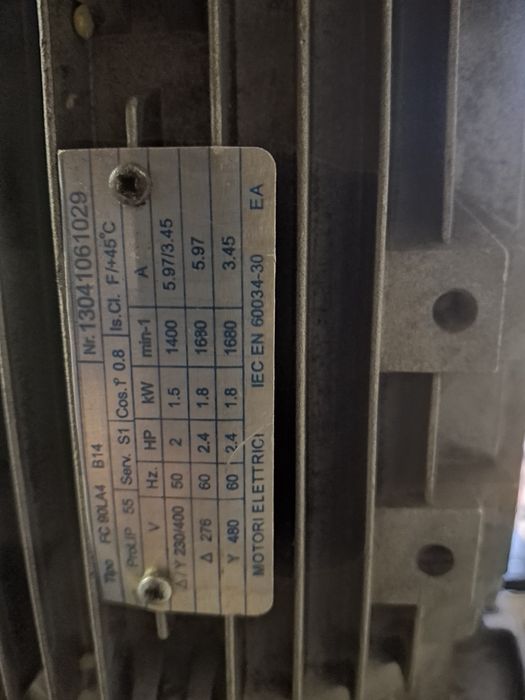 Nr. 13041061029
Tipo FC 90LA4 B14
Prot.IP 55 Serv. S1 Cos.φ 0.8 Is.Cl. F/+45°C
V Hz. HP kW min-1 A
Δ/Y 230/400 50 2 1.5 1400 5.97/3.45
Δ 276 60 2.4 1.8 1680 5.97
Y 480 60 2.4 1.8 1680 3.45
MOTORI ELETTRICI IEC EN 60034-30 EA